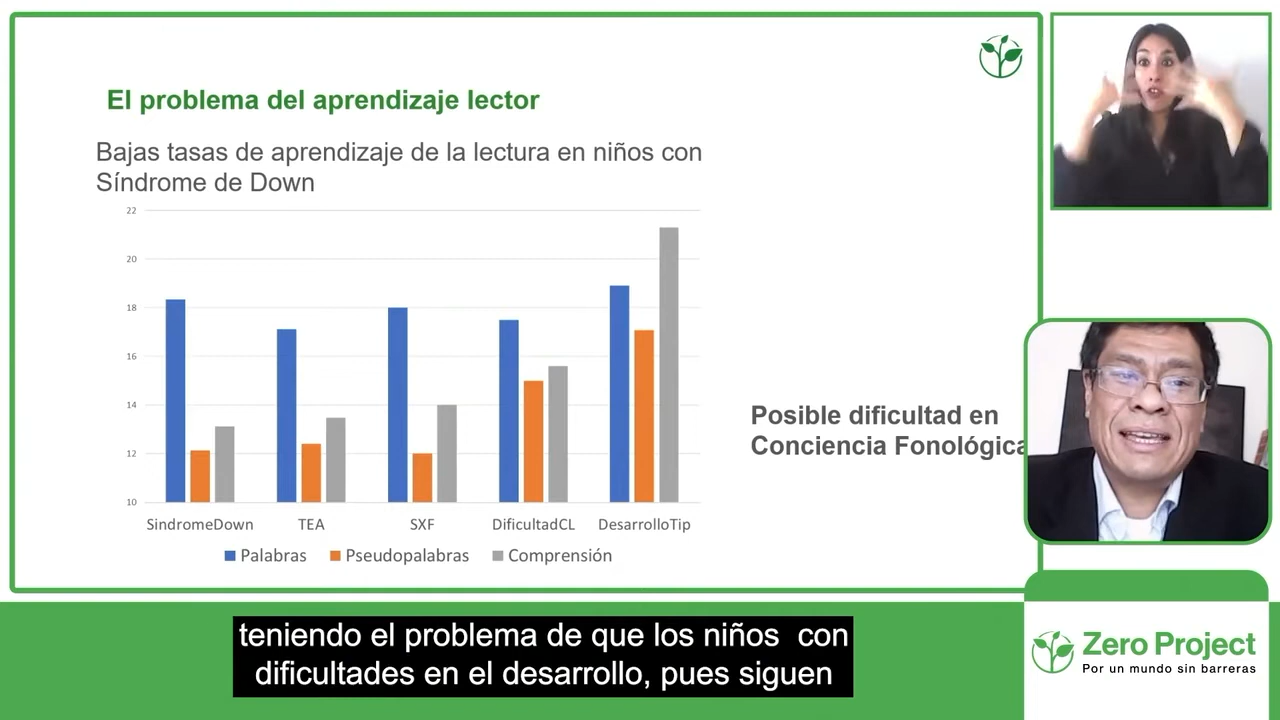 El problema del aprendizaje lector
Bajas tasas de aprendizaje de la lectura en niños con
Síndrome de Down
22
20
18
16
14
12
10
SindromeDown TEA SXF DificultadCL DesarrolloTip
Palabras Pseudopalabras Comprensión
Posible dificultad en
Conciencia Fonológica
teniendo el problema de que los niños con
dificultades en el desarrollo, pues siguen
Zero Project
Por un mundo sin barreras